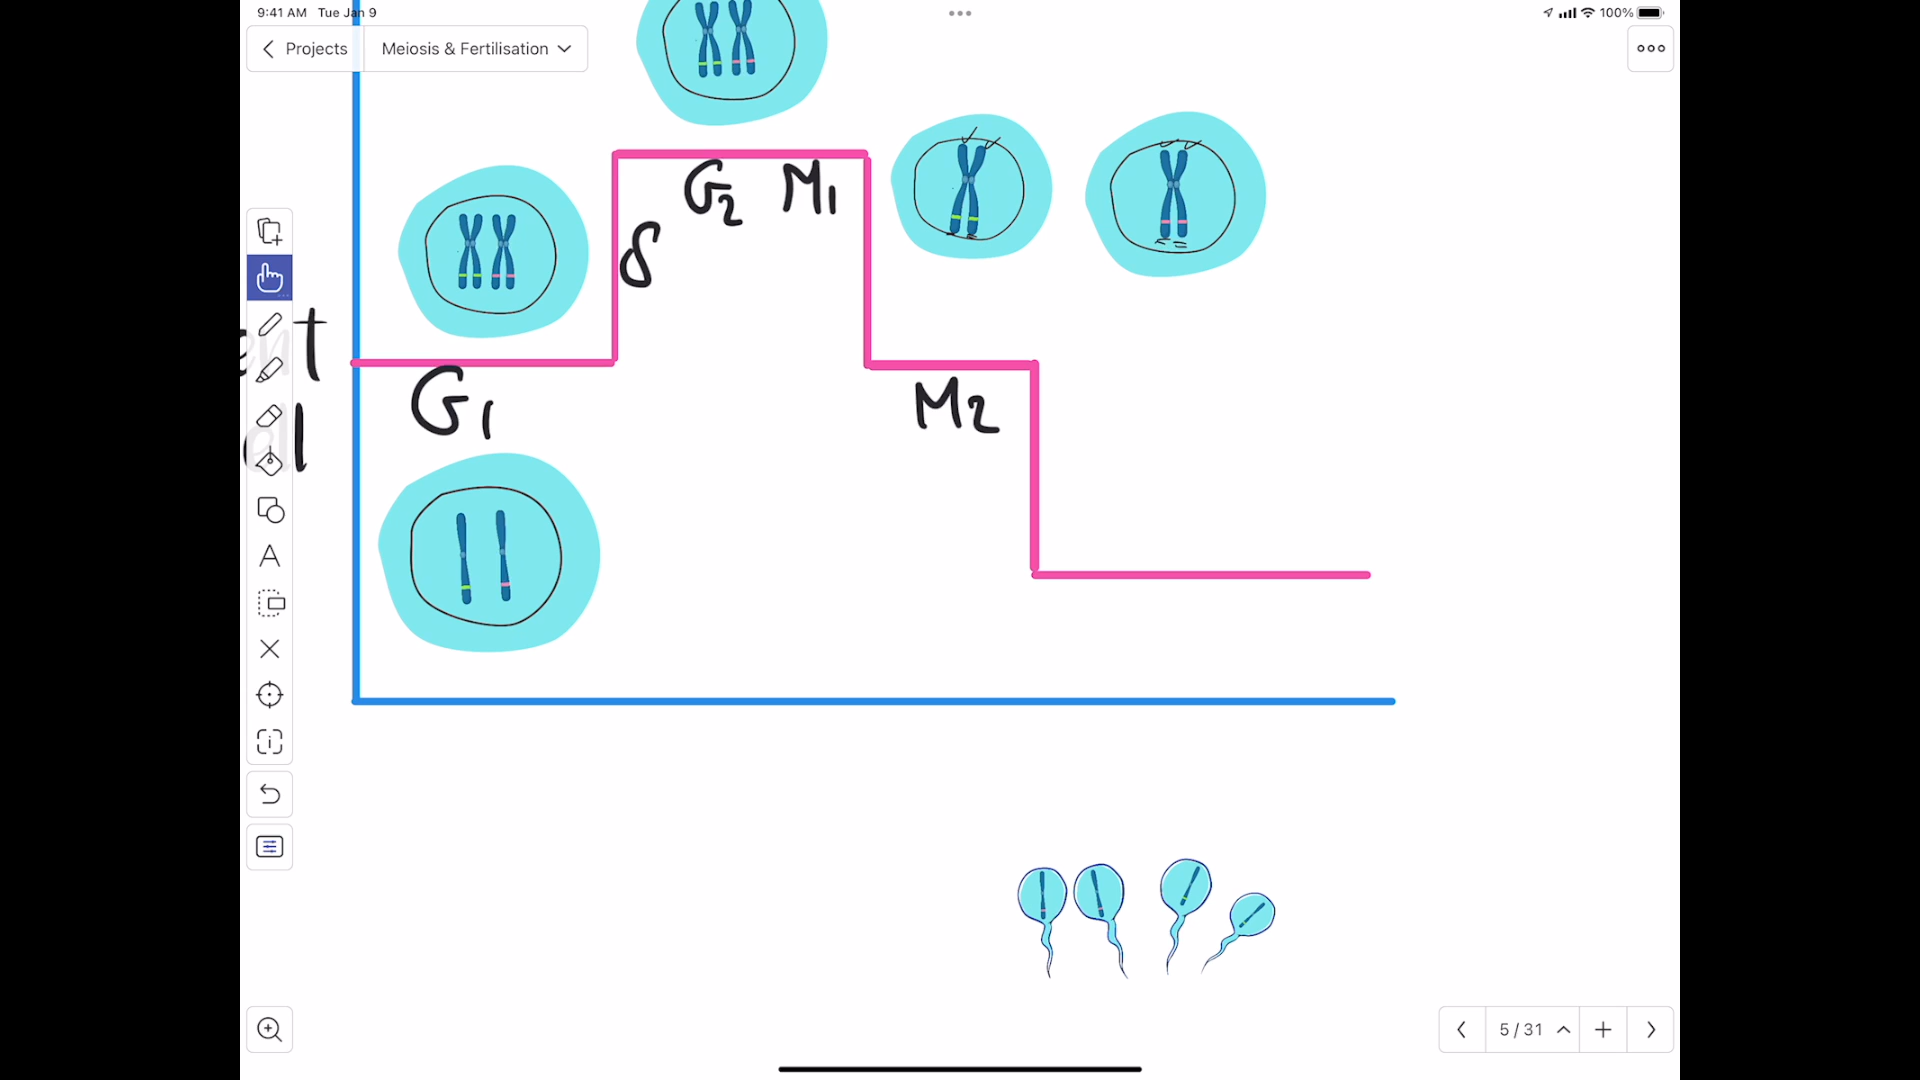 9:41 AM Tue Jan 9
100%
Projects
Meiosis & Fertilisation
G2 M1
S
G1
M2
A
5 / 31